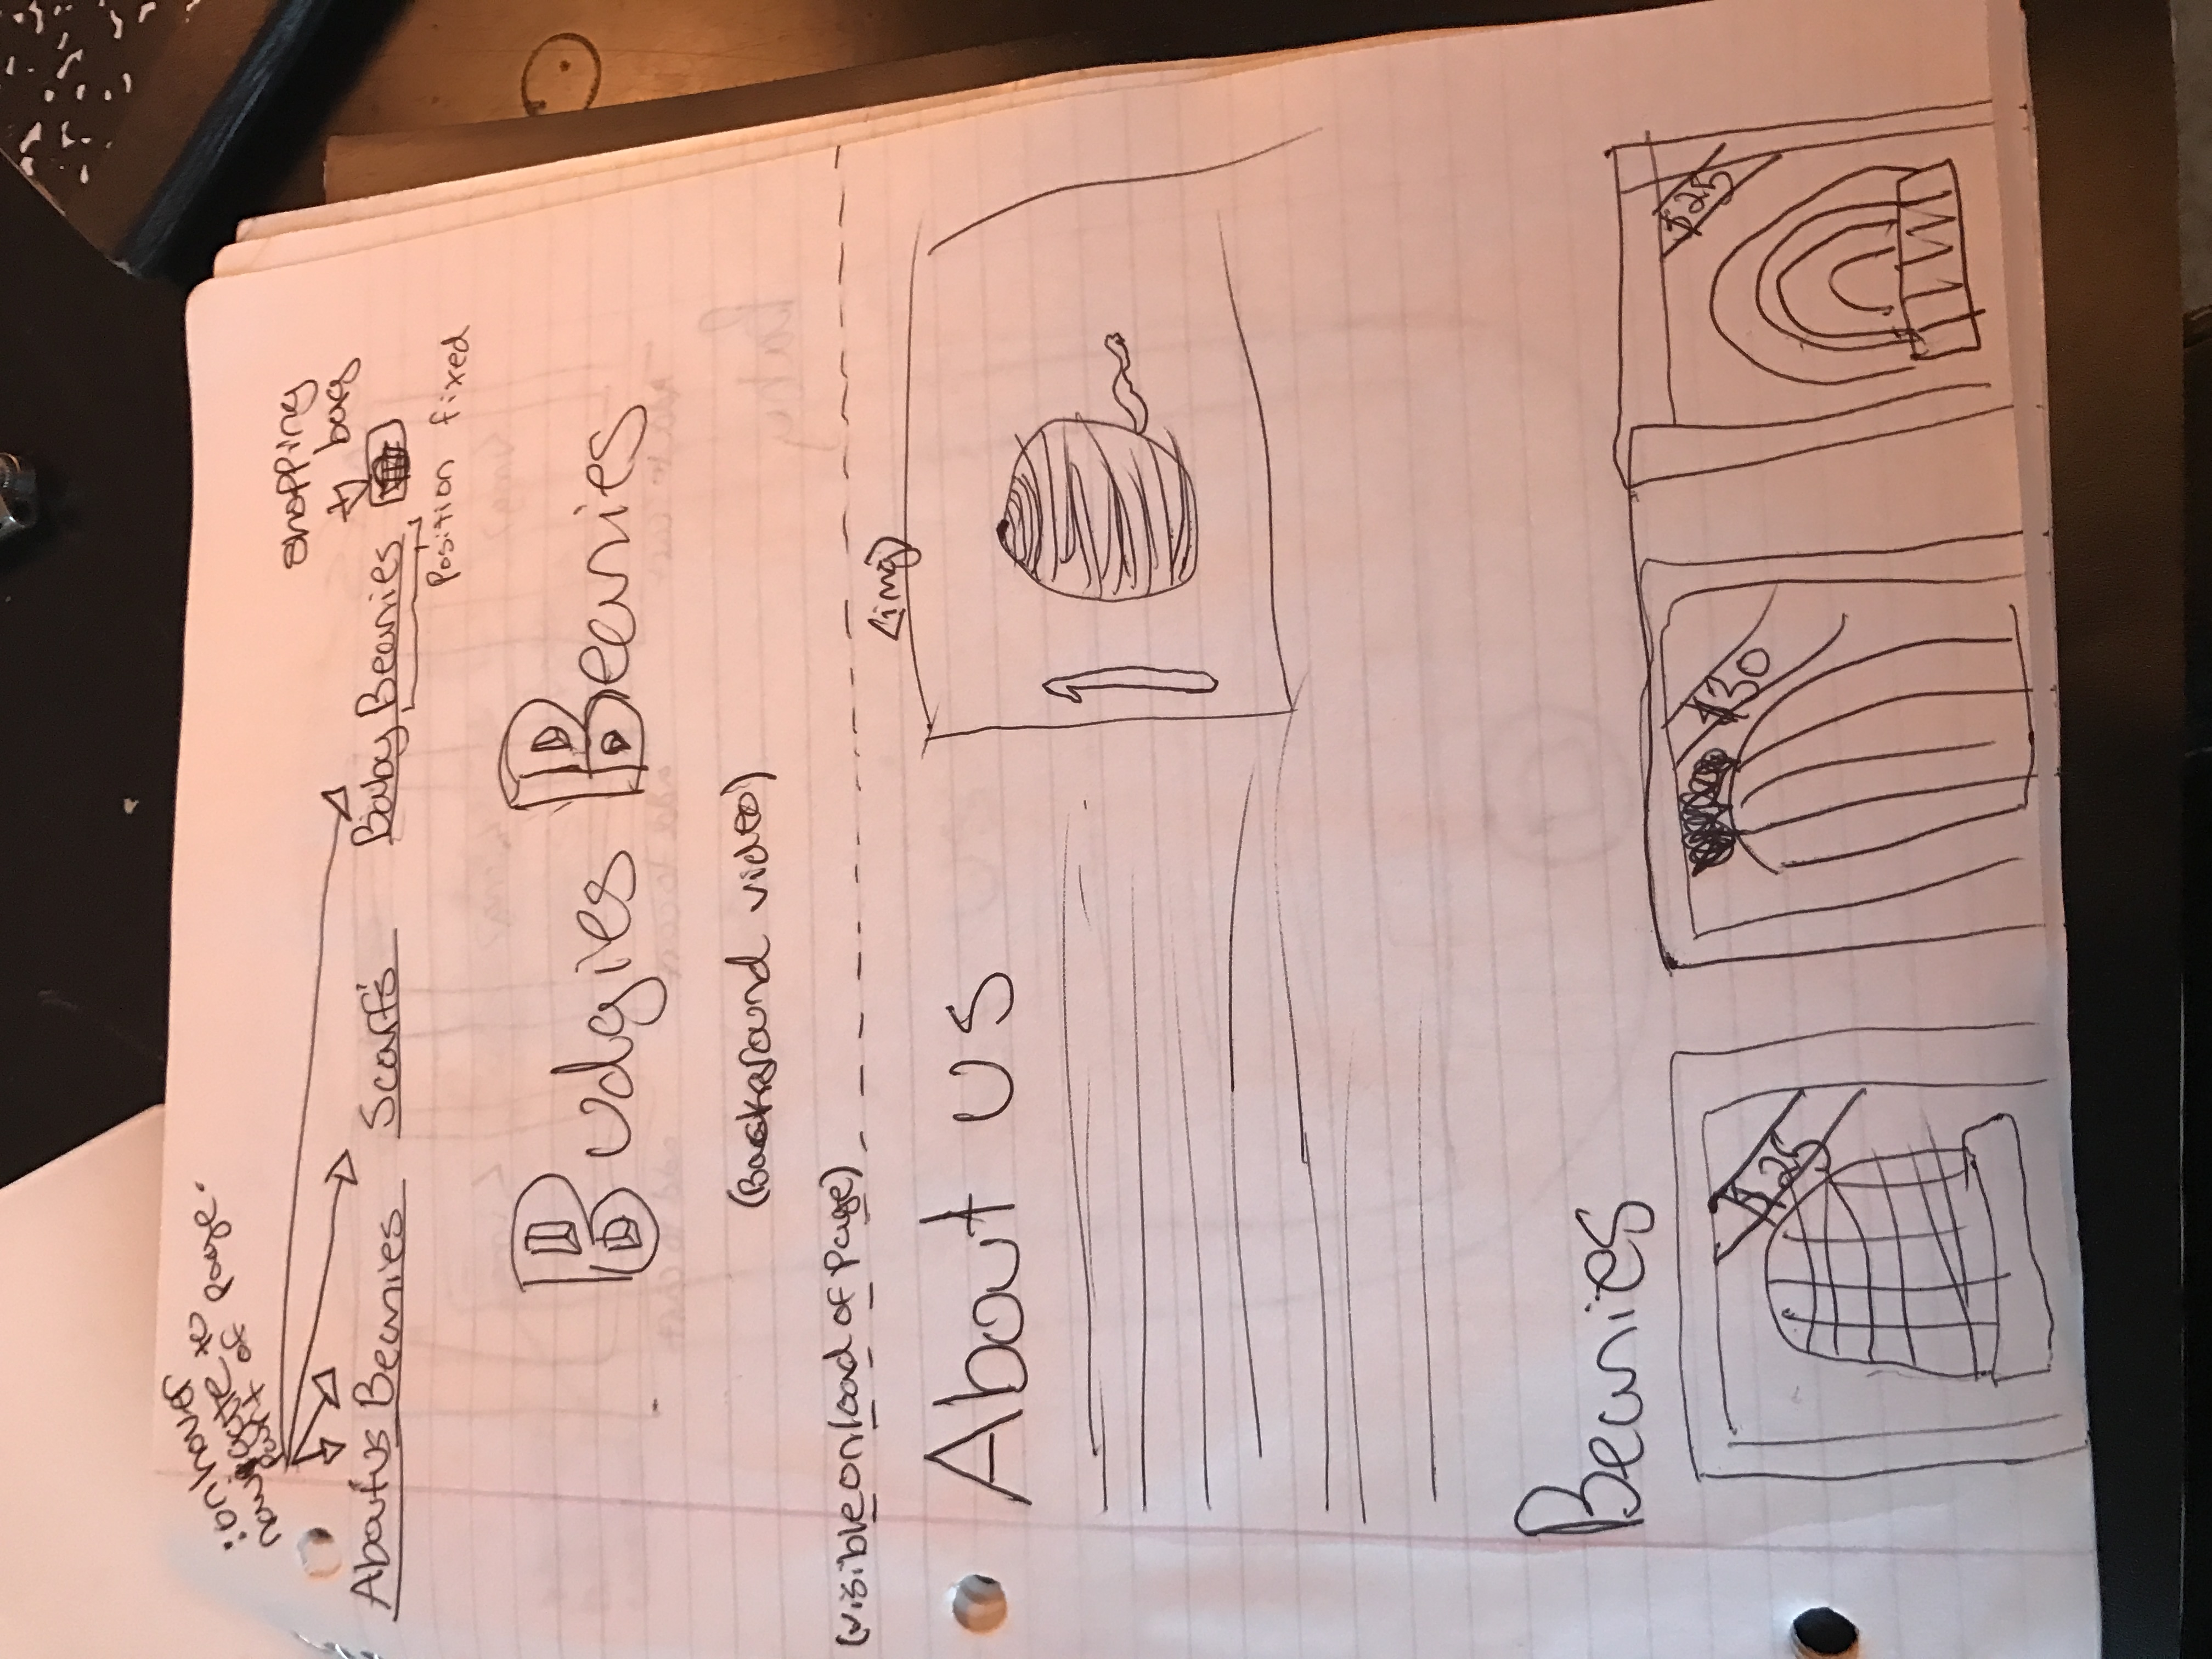 :onhover
navigate to
part of page.
shopping
bag
About us Beanies Scarfs Baby Beanies
Position fixed
Budgies Beanies
(Background video)
(visible on load of page)
<img>
About us
Beanies
$25
$30
$25